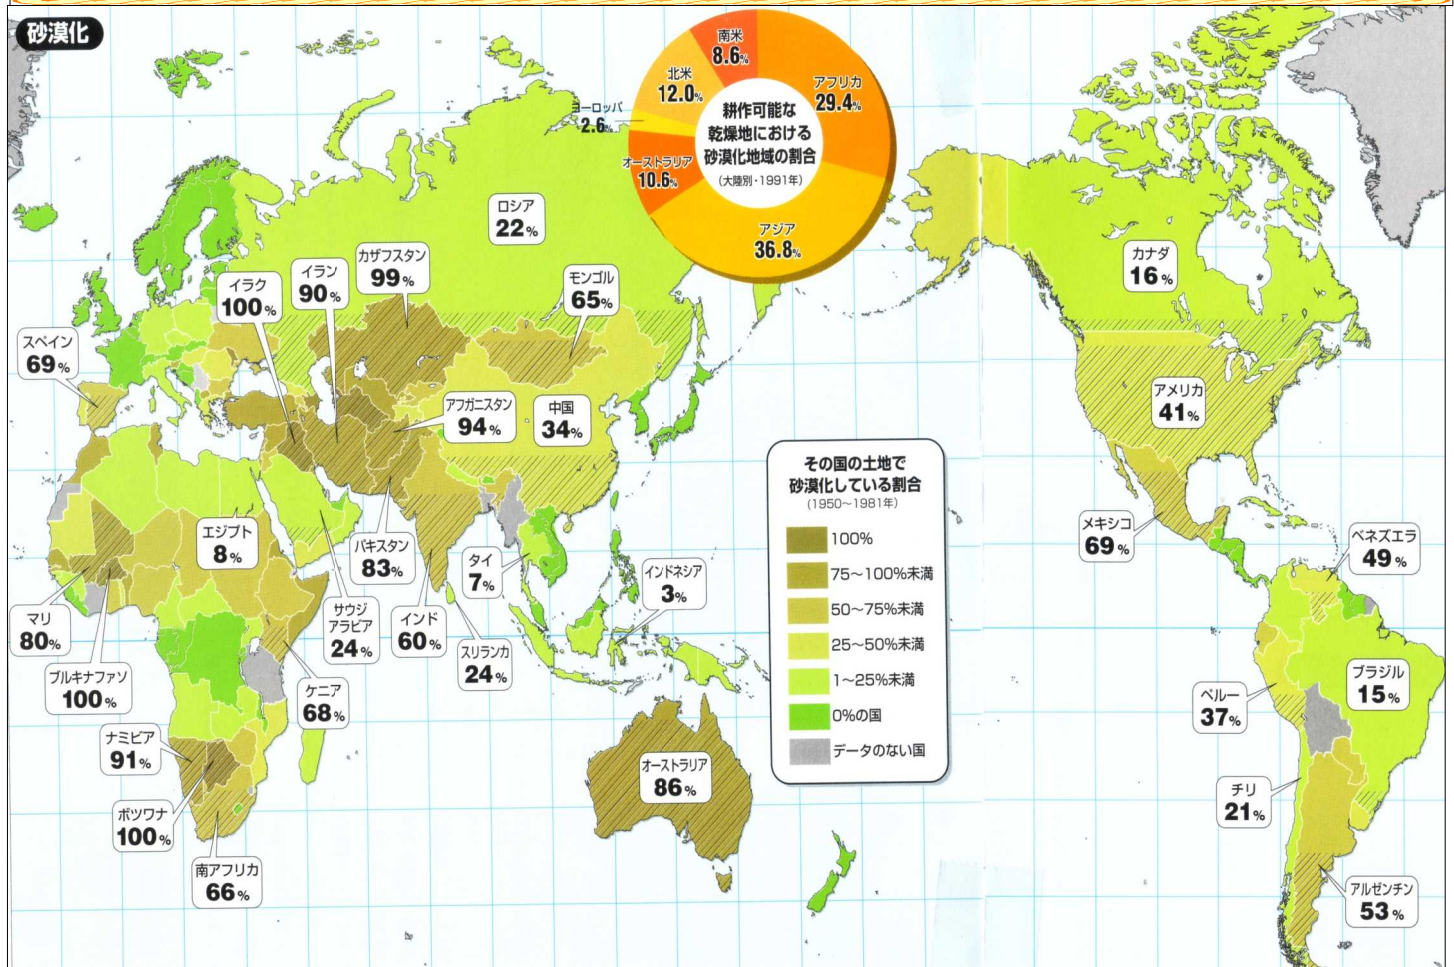 砂漠化
南米
8.6%
北米
12.0%
ヨーロッパ
2.6%
オーストラリア
10.6%
アフリカ
29.4%
アジア
36.8%
耕作可能な
乾燥地における
砂漠化地域の割合
(大陸別・1991年)
ロシア
22%
カザフスタン
99%
イラン
90%
イラク
100%
モンゴル
65%
スペイン
69%
アフガニスタン
94%
中国
34%
カナダ
16%
アメリカ
41%
メキシコ
69%
ベネズエラ
49%
エジプト
8%
パキスタン
83%
タイ
7%
インドネシア
3%
マリ
80%
サウジ
アラビア
24%
インド
60%
スリランカ
24%
ブルキナファソ
100%
ケニア
68%
ナミビア
91%
ボツワナ
100%
南アフリカ
66%
オーストラリア
86%
ペルー
37%
ブラジル
15%
チリ
21%
アルゼンチン
53%
その国の土地で
砂漠化している割合
(1950〜1981年)
100%
75〜100%未満
50〜75%未満
25〜50%未満
1〜25%未満
0%の国
データのない国